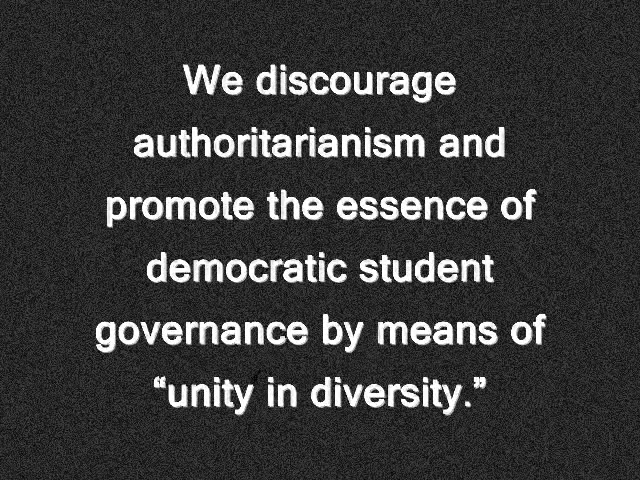 We discourage
authoritarianism and
promote the essence of
democratic student
governance by means of
“unity in diversity.”